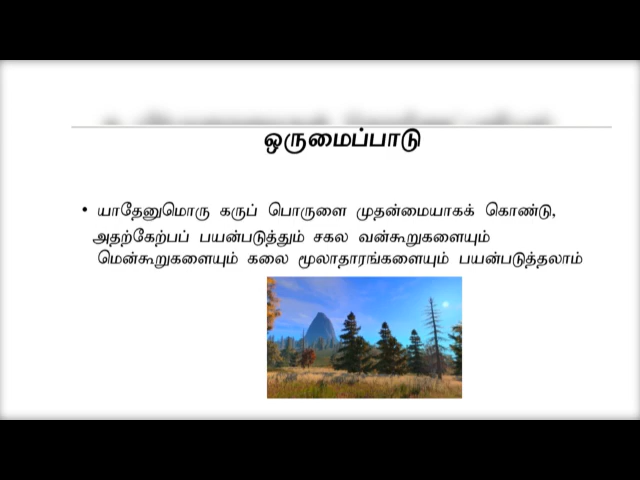 ஒருமைப்பாடு
• யாதேனுமொரு கருப் பொருளை முதன்மையாகக் கொண்டு,
அதற்கேற்பப் பயன்படுத்தும் சகல வன்கூறுகளையும்
மென்கூறுகளையும் கலை மூலாதாரங்களையும் பயன்படுத்தலாம்